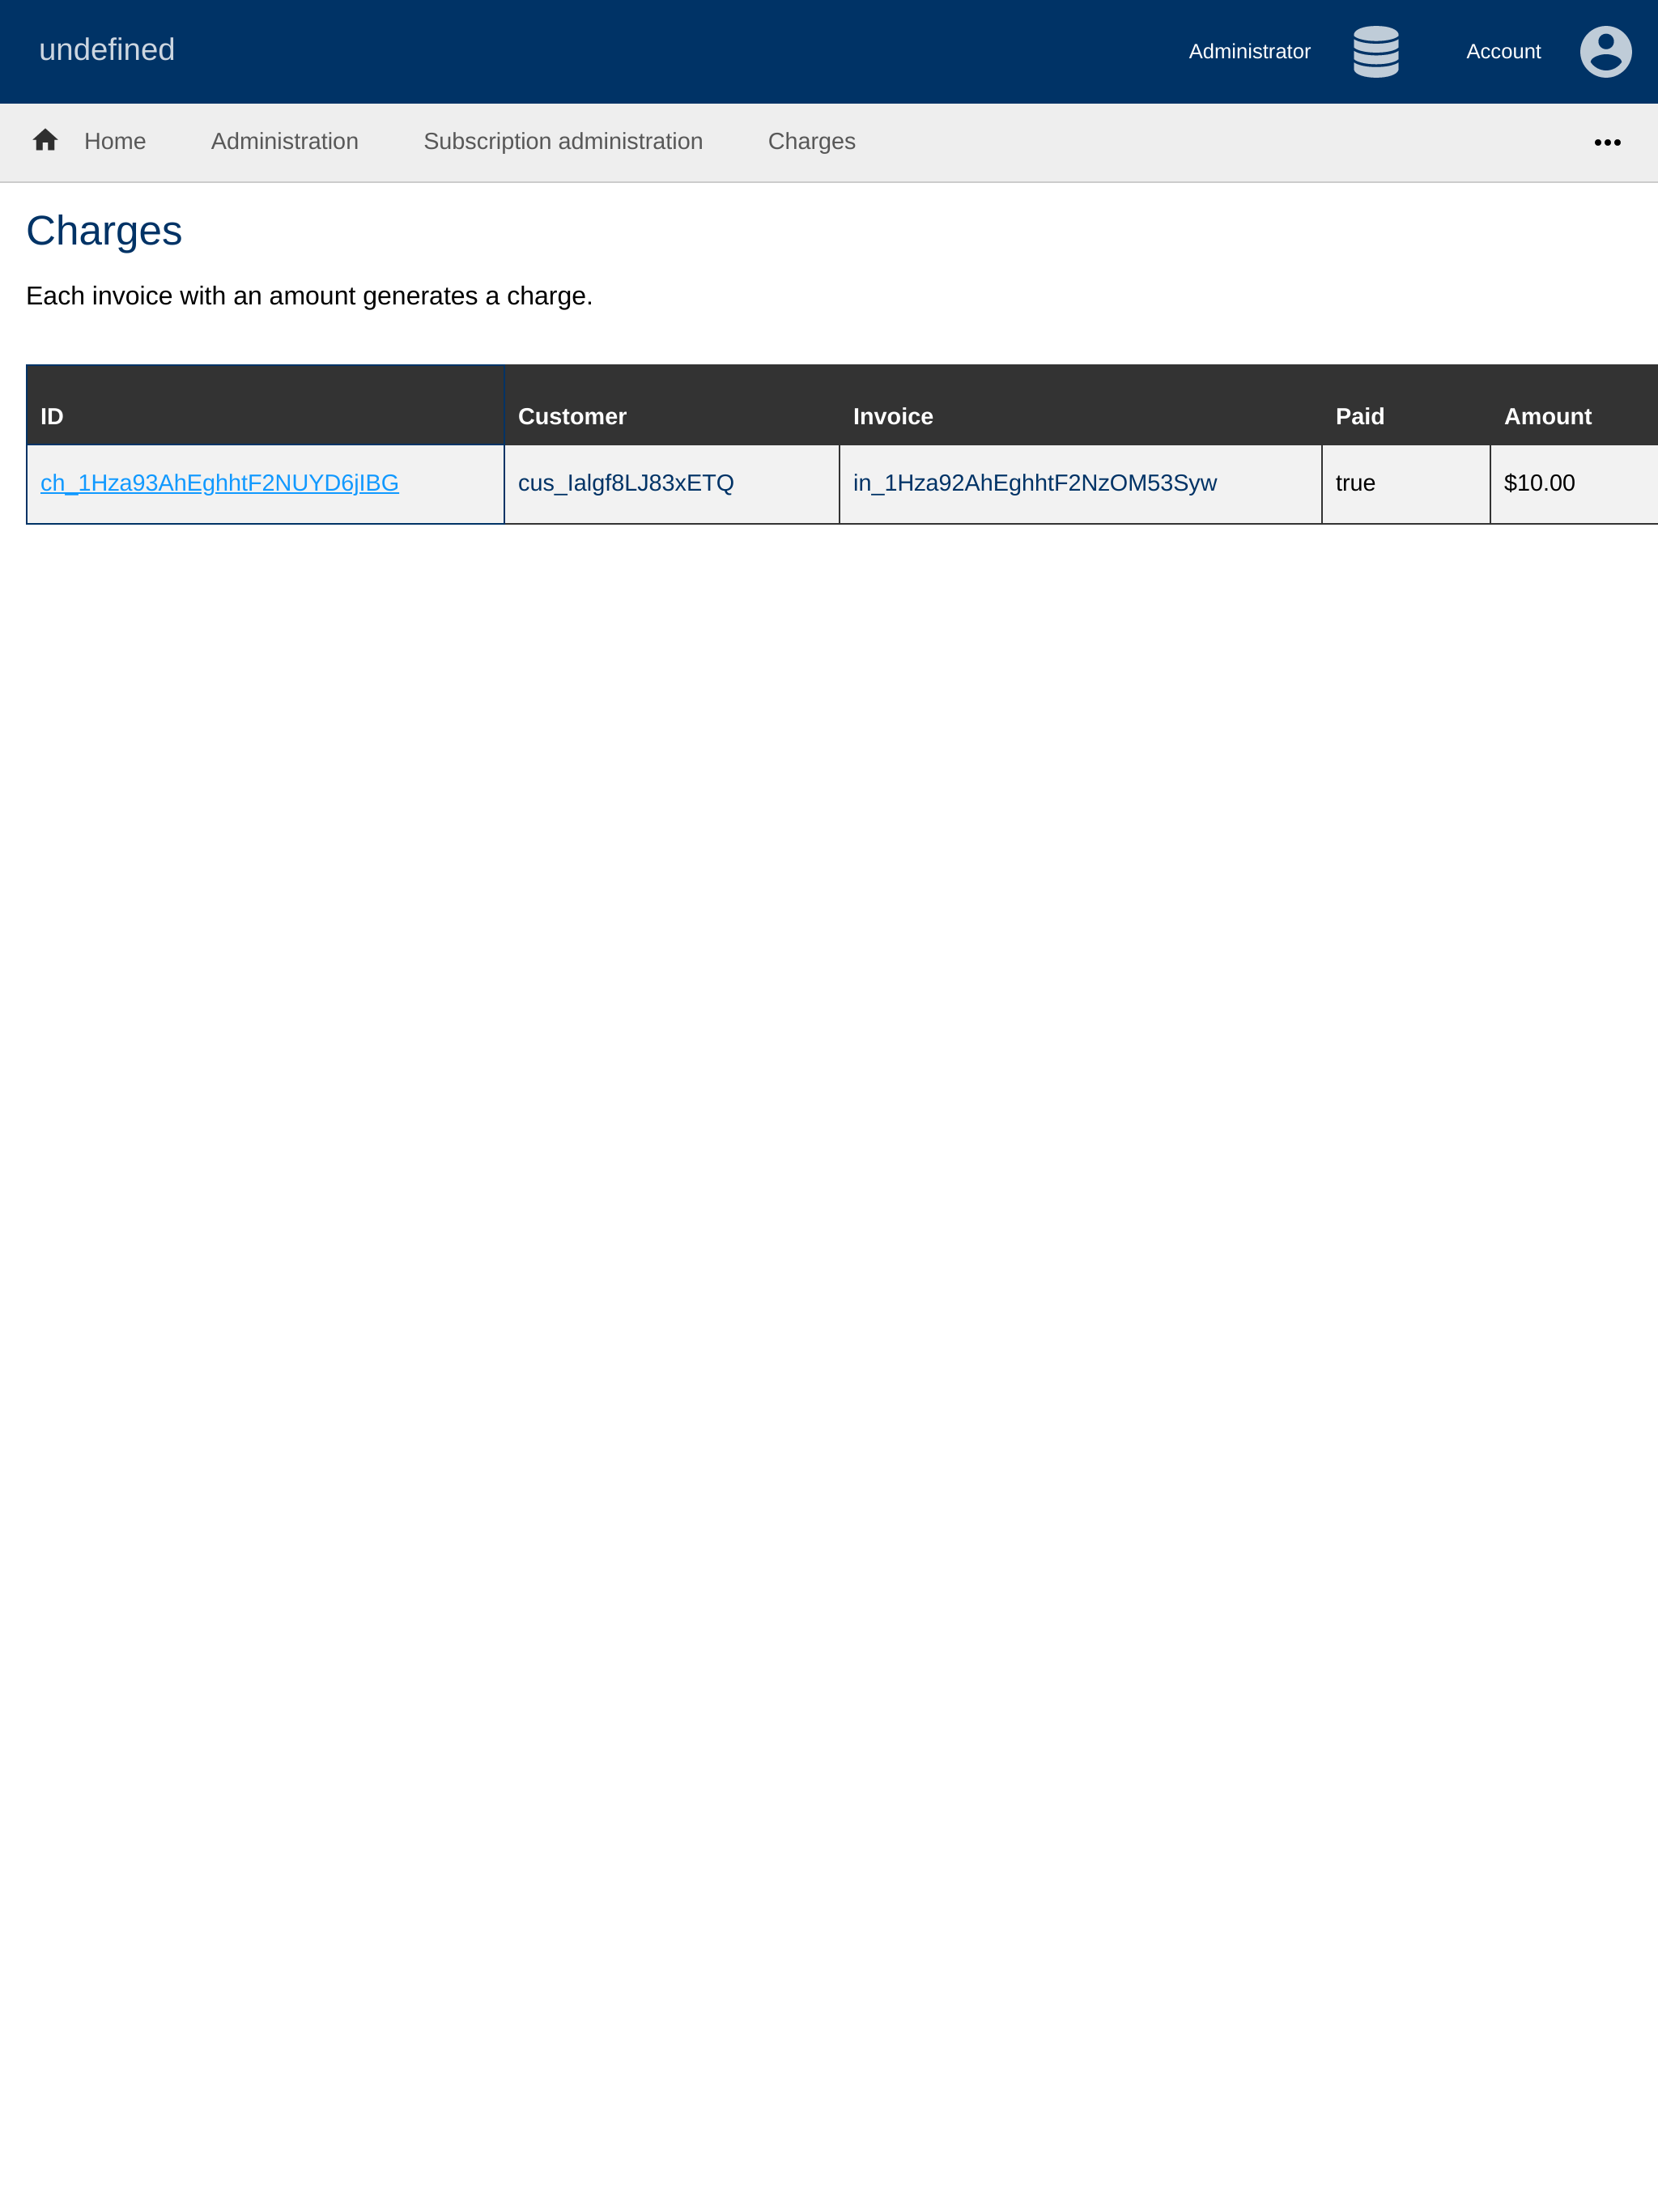 undefined Administrator Account
Home Administration Subscription administration Charges
Charges
Each invoice with an amount generates a charge.
ID Customer Invoice Paid Amount
ch_1Hza93AhEghhtF2NUYD6jIBG cus_Ialgf8LJ83xETQ in_1Hza92AhEghhtF2NzOM53Syw true $10.00